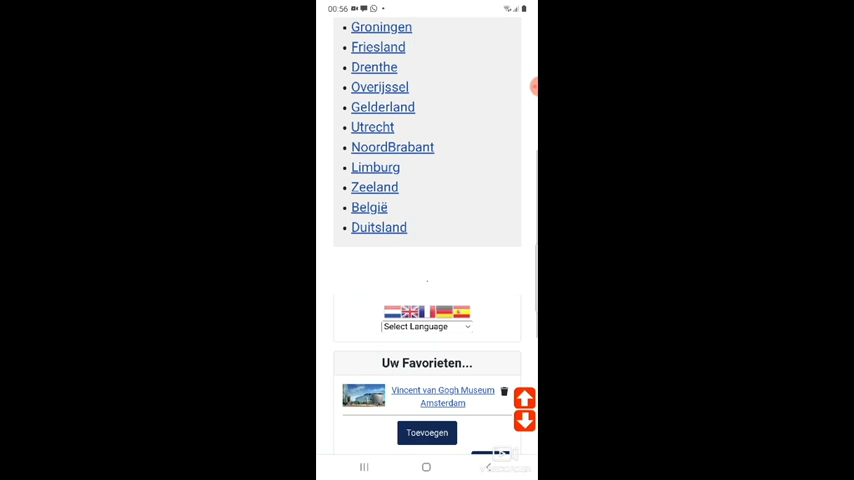 00:56
Groningen
Friesland
Drenthe
Overijssel
Gelderland
Utrecht
NoordBrabant
Limburg
Zeeland
België
Duitsland
Select Language
Uw Favorieten...
Vincent van Gogh Museum
Amsterdam
Toevoegen